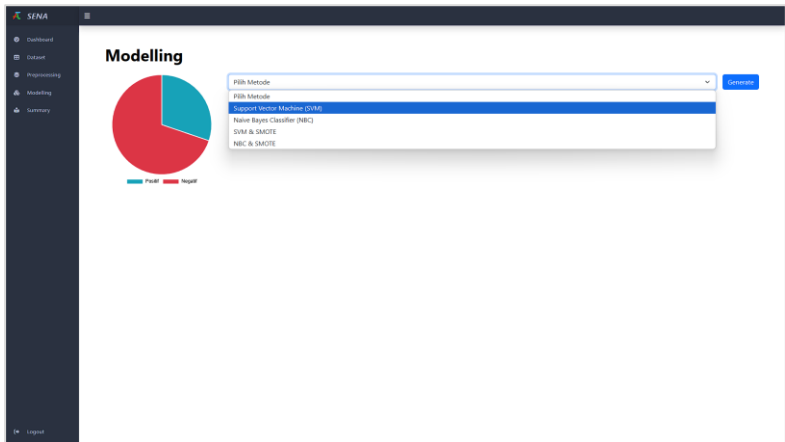 SENA
Dashboard
Dataset
Preprocessing
Modelling
Summary
Logout
Modelling
Pilih Metode
Generate
Pilih Metode
Support Vector Machine (SVM)
Naive Bayes Classifier (NBC)
SVM & SMOTE
NBC & SMOTE
Positif Negatif